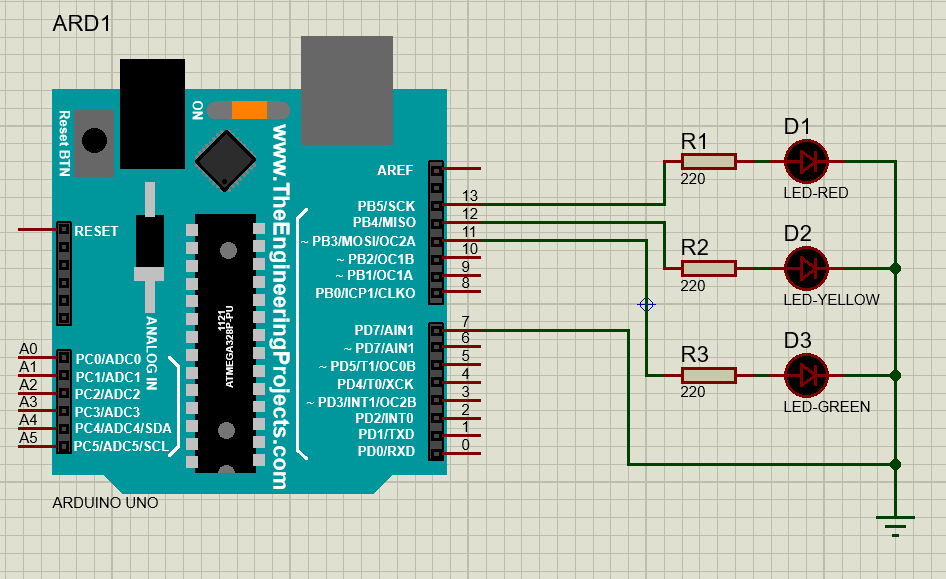 ARD1
Reset BTN
ON
www.TheEngineeringProjects.com
AREF
PB5/SCK 13
PB4/MISO 12
~ PB3/MOSI/OC2A 11
~ PB2/OC1B 10
~ PB1/OC1A 9
PB0/ICP1/CLKO 8
PD7/AIN1 7
~ PD7/AIN1 6
~ PD5/T1/OC0B 5
PD4/T0/XCK 4
~ PD3/INT1/OC2B 3
PD2/INT0 2
PD1/TXD 1
PD0/RXD 0
RESET
ANALOG IN
1121
ATMEGA328P-PU
A0 PC0/ADC0
A1 PC1/ADC1
A2 PC2/ADC2
A3 PC3/ADC3
A4 PC4/ADC4/SDA
A5 PC5/ADC5/SCL
ARDUINO UNO
R1
220
D1
LED-RED
R2
220
D2
LED-YELLOW
R3
220
D3
LED-GREEN